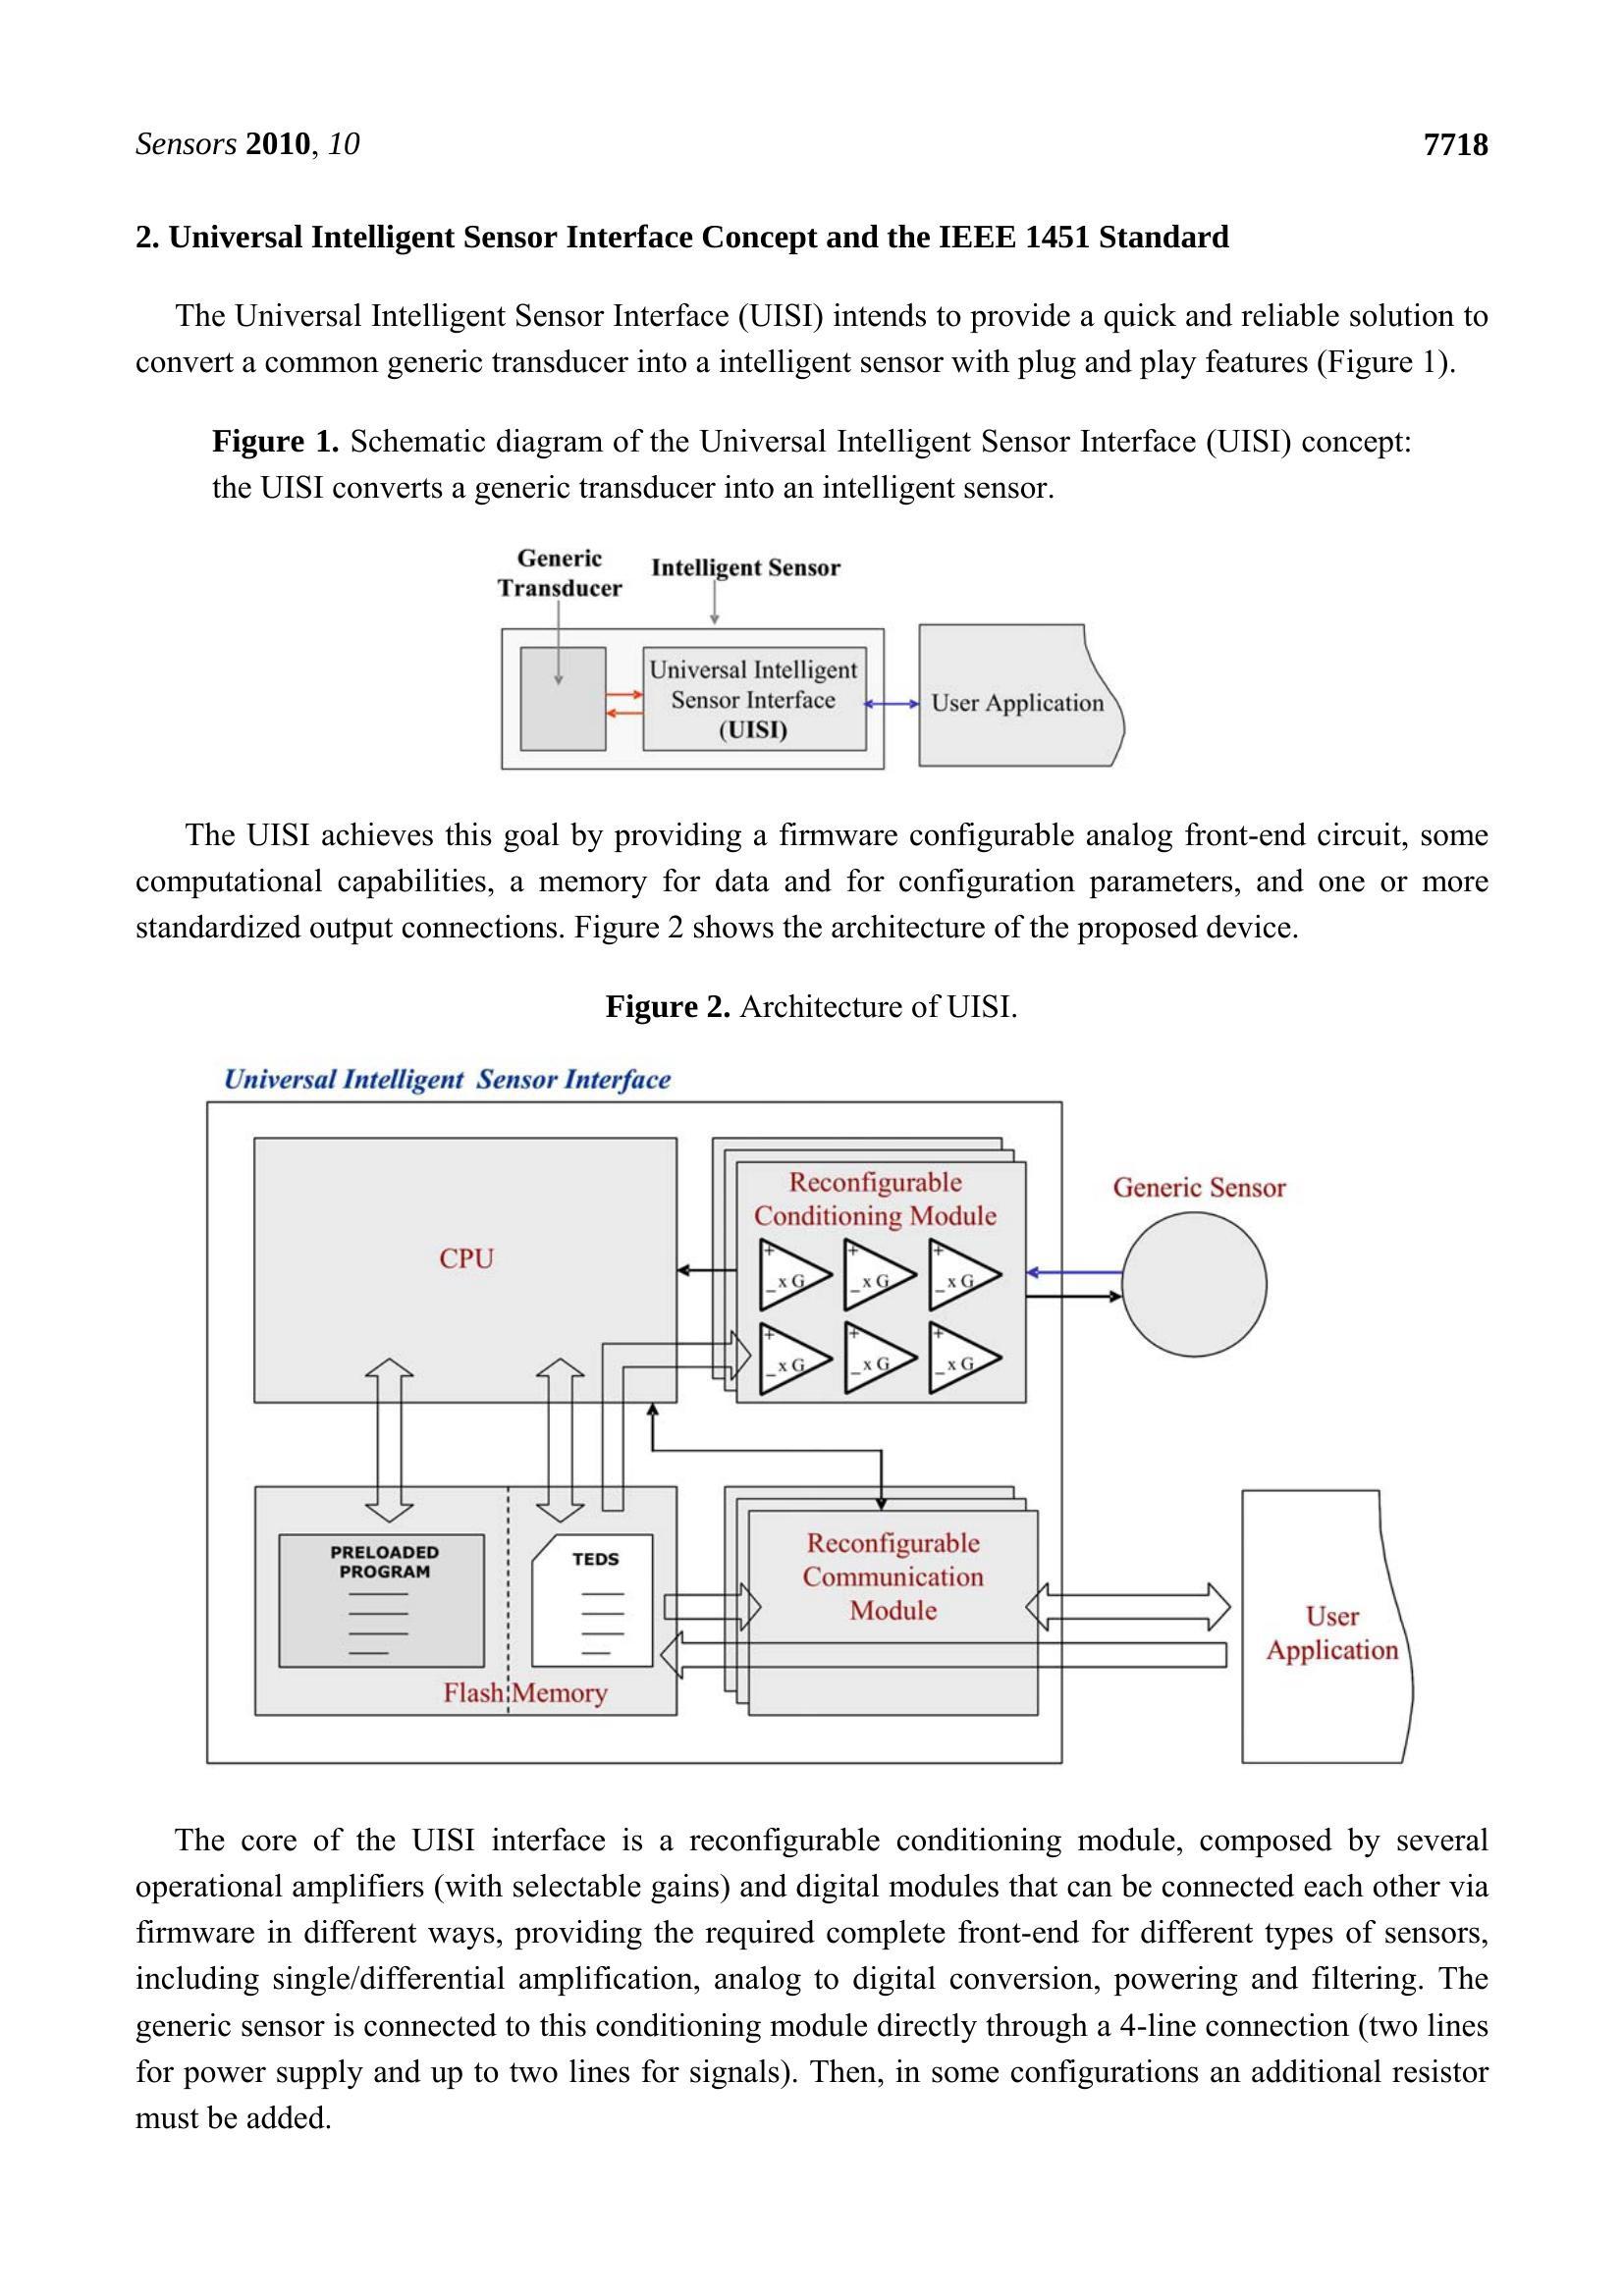 Sensors 2010, 10
7718
2. Universal Intelligent Sensor Interface Concept and the IEEE 1451 Standard
The Universal Intelligent Sensor Interface (UISI) intends to provide a quick and reliable solution to
convert a common generic transducer into a intelligent sensor with plug and play features (Figure 1).
Figure 1. Schematic diagram of the Universal Intelligent Sensor Interface (UISI) concept:
the UISI converts a generic transducer into an intelligent sensor.
Generic
Transducer
Intelligent Sensor
Universal Intelligent
Sensor Interface
(UISI)
User Application
The UISI achieves this goal by providing a firmware configurable analog front-end circuit, some
computational capabilities, a memory for data and for configuration parameters, and one or more
standardized output connections. Figure 2 shows the architecture of the proposed device.
Figure 2. Architecture of UISI.
Universal Intelligent Sensor Interface
CPU
Reconfigurable
Conditioning Module
+ _ x G
+ _ x G
+ _ x G
+ _ x G
+ _ x G
+ _ x G
Generic Sensor
PRELOADED
PROGRAM
TEDS
Flash Memory
Reconfigurable
Communication
Module
User
Application
The core of the UISI interface is a reconfigurable conditioning module, composed by several
operational amplifiers (with selectable gains) and digital modules that can be connected each other via
firmware in different ways, providing the required complete front-end for different types of sensors,
including single/differential amplification, analog to digital conversion, powering and filtering. The
generic sensor is connected to this conditioning module directly through a 4-line connection (two lines
for power supply and up to two lines for signals). Then, in some configurations an additional resistor
must be added.